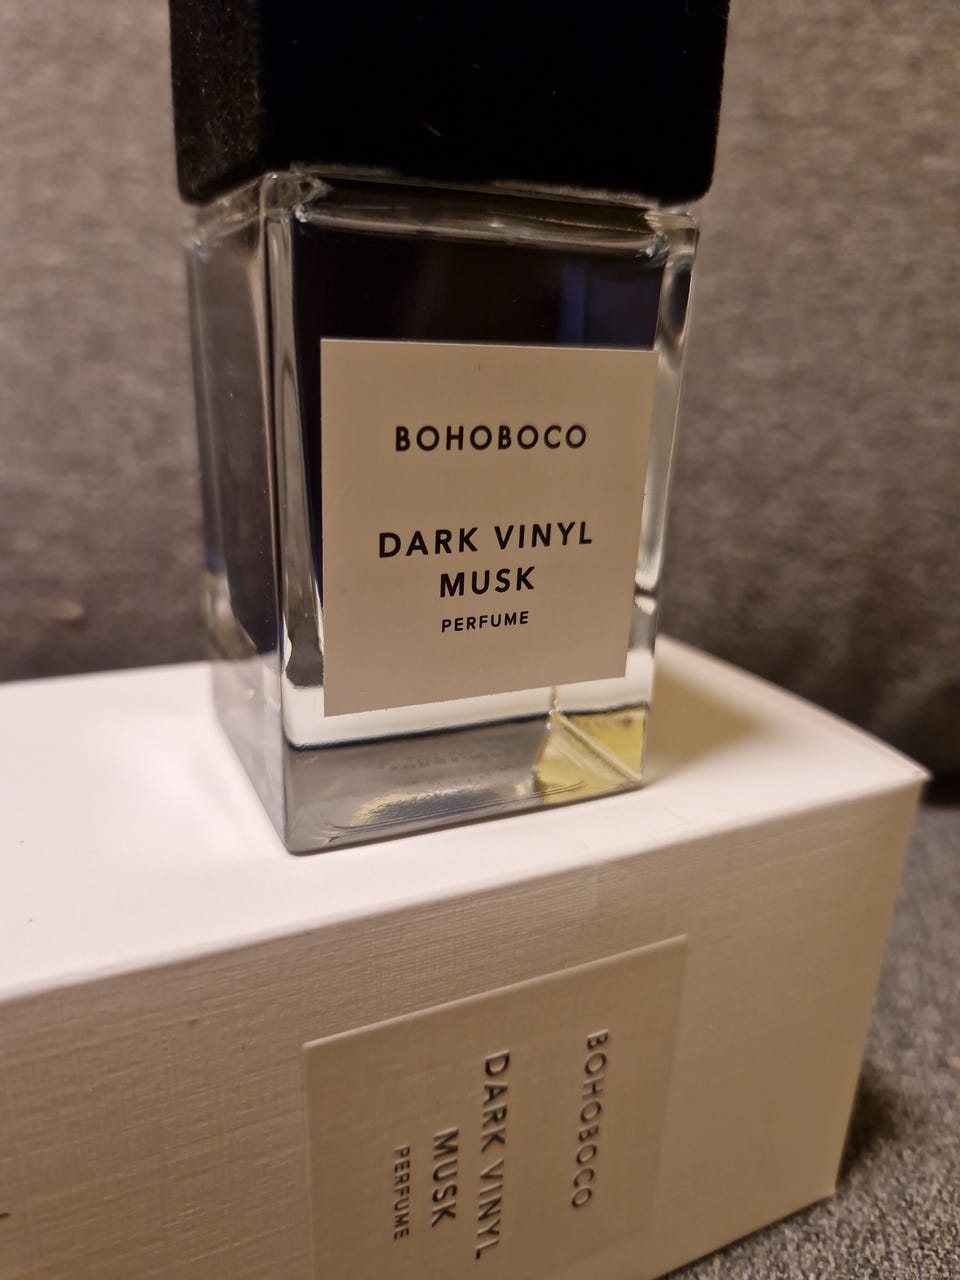 BOHOBOCO
DARK VINYL
MUSK
PERFUME
BOHOBOCO
DARK VINYL
MUSK
PERFUME